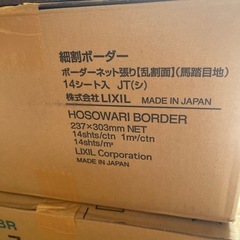 細割ボーダー
ボーダーネット張り【乱割面】(馬踏目地)
14シート入 JT(シ)
株式会社 LIXIL MADE IN JAPAN
HOSOWARI BORDER
237×303mm NET
14shts/ctn 1m²/ctn
14shts/m²
LIXIL Corporation
MADE IN JAPAN
BR